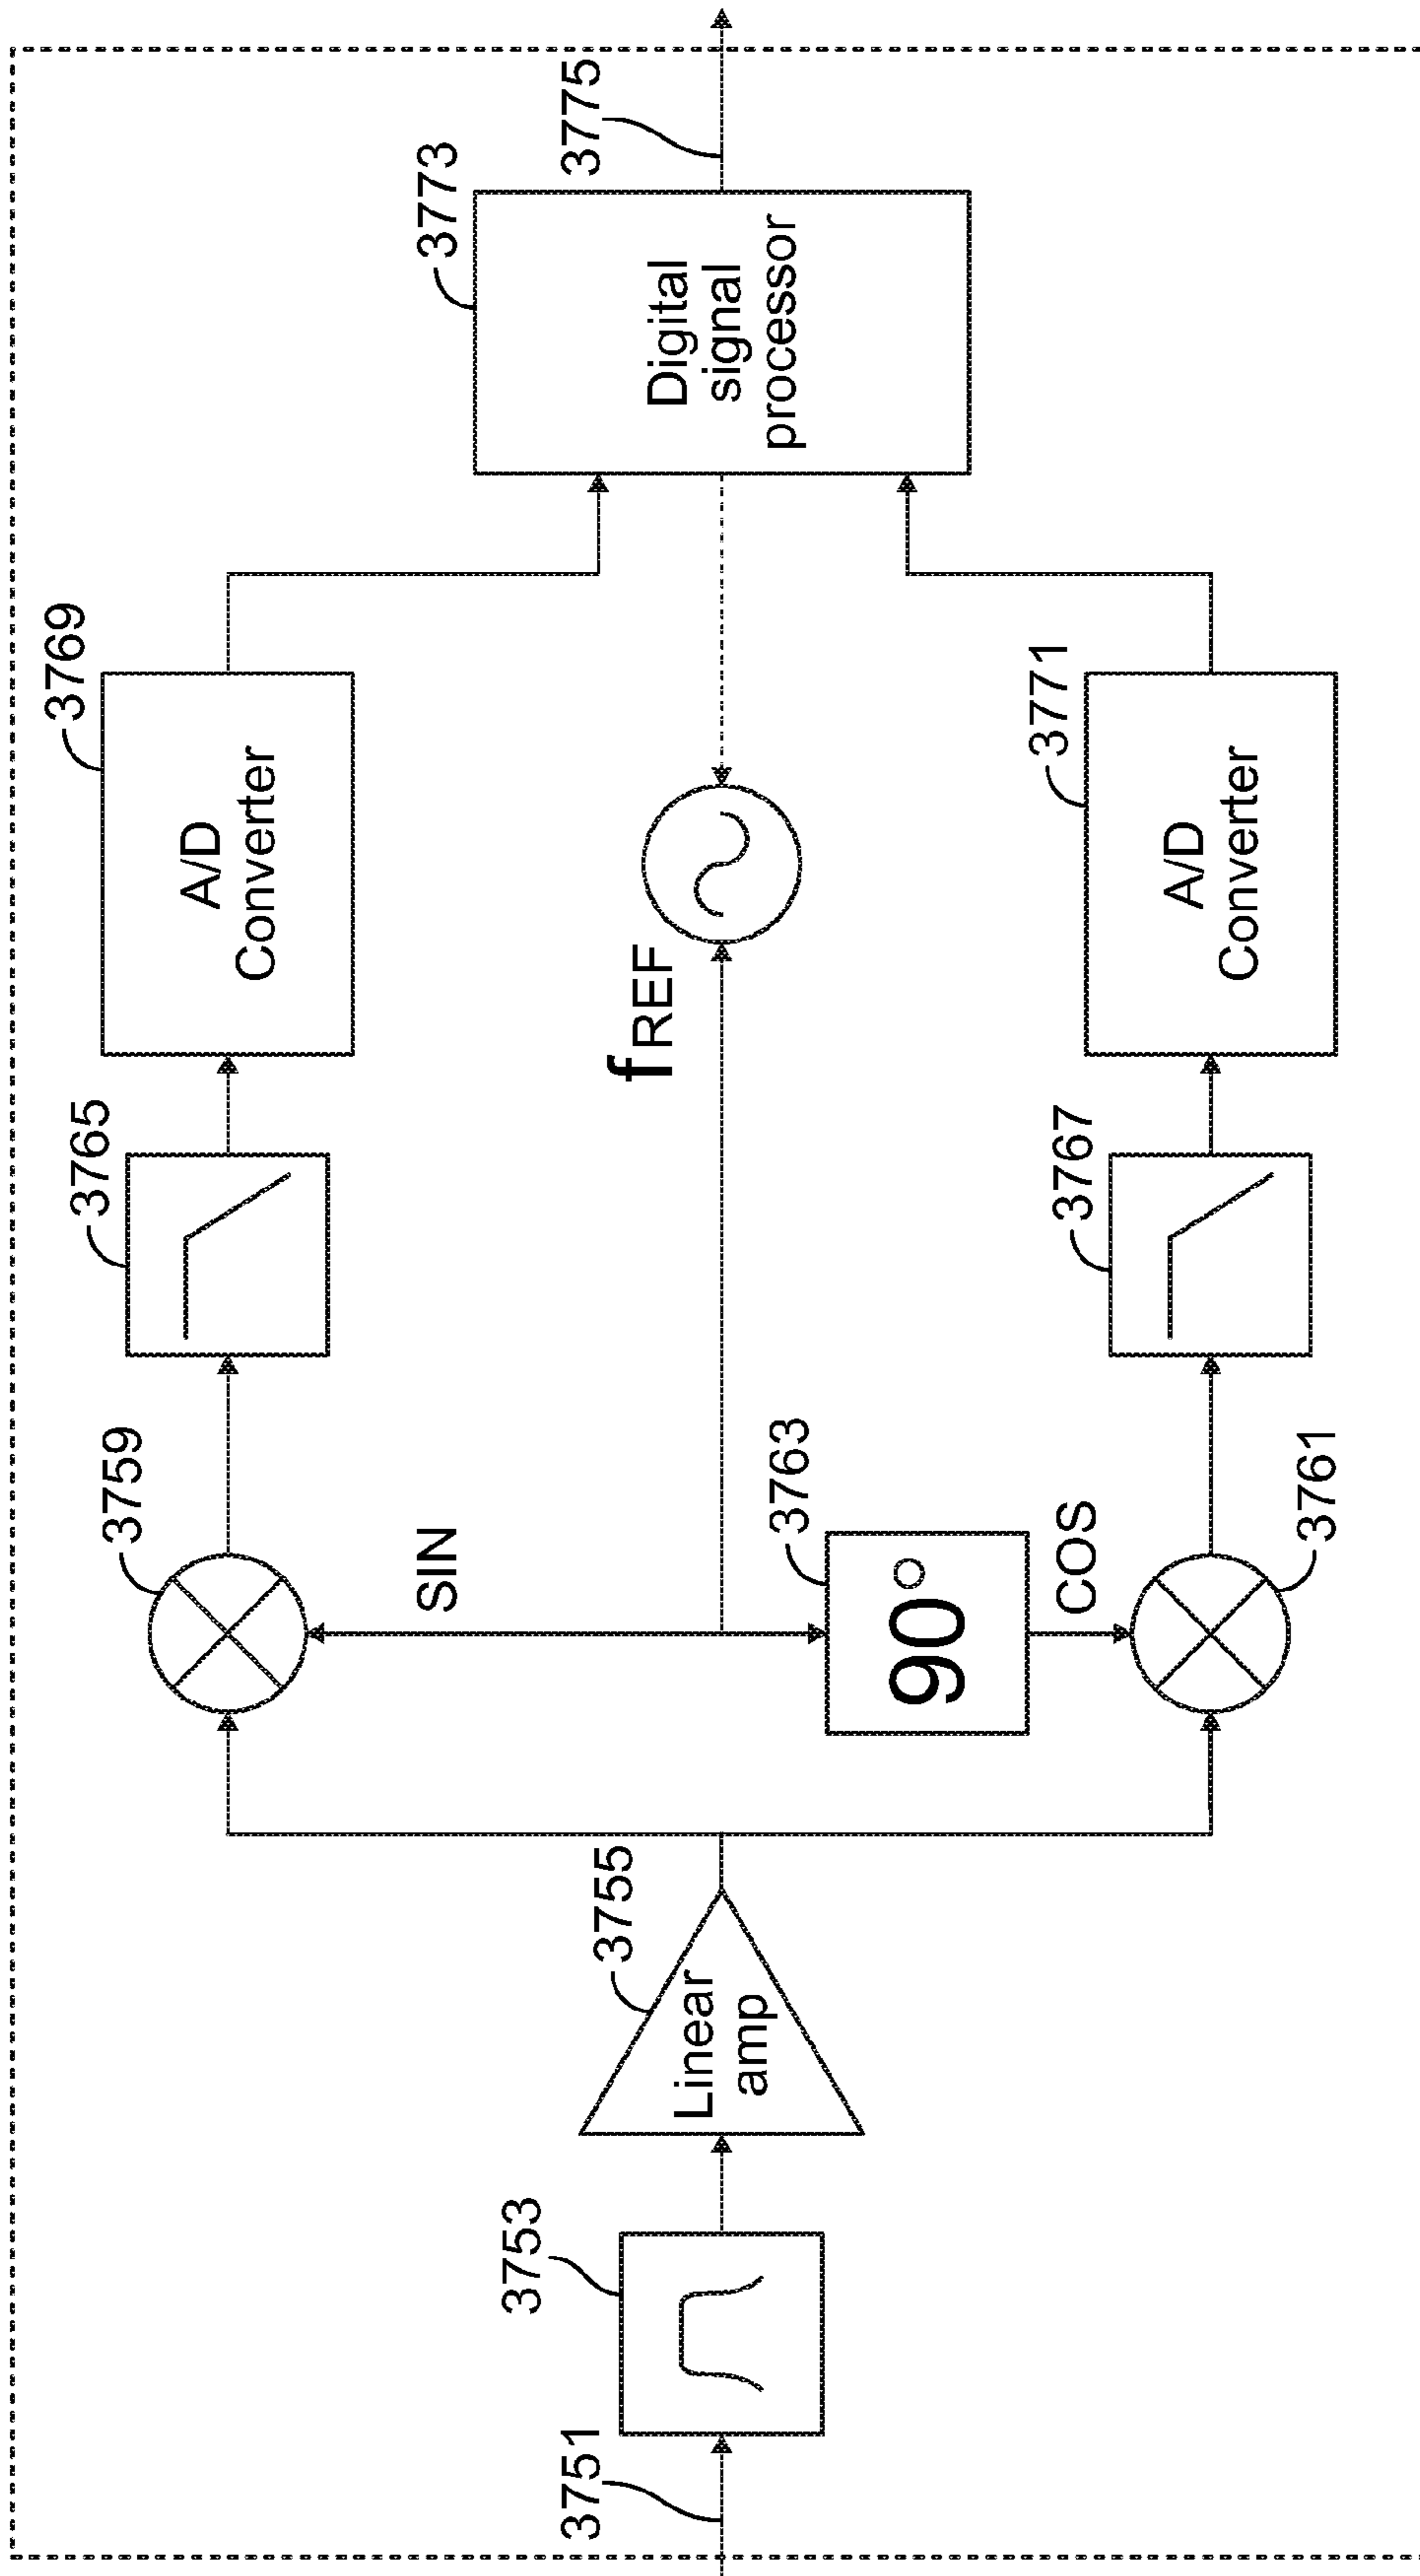 3751
3753
Linear
amp
3755
3759
SIN
3763
90°
COS
3761
3765
3767
fREF
3769
A/D
Converter
3771
A/D
Converter
3773
Digital
signal
processor
3775